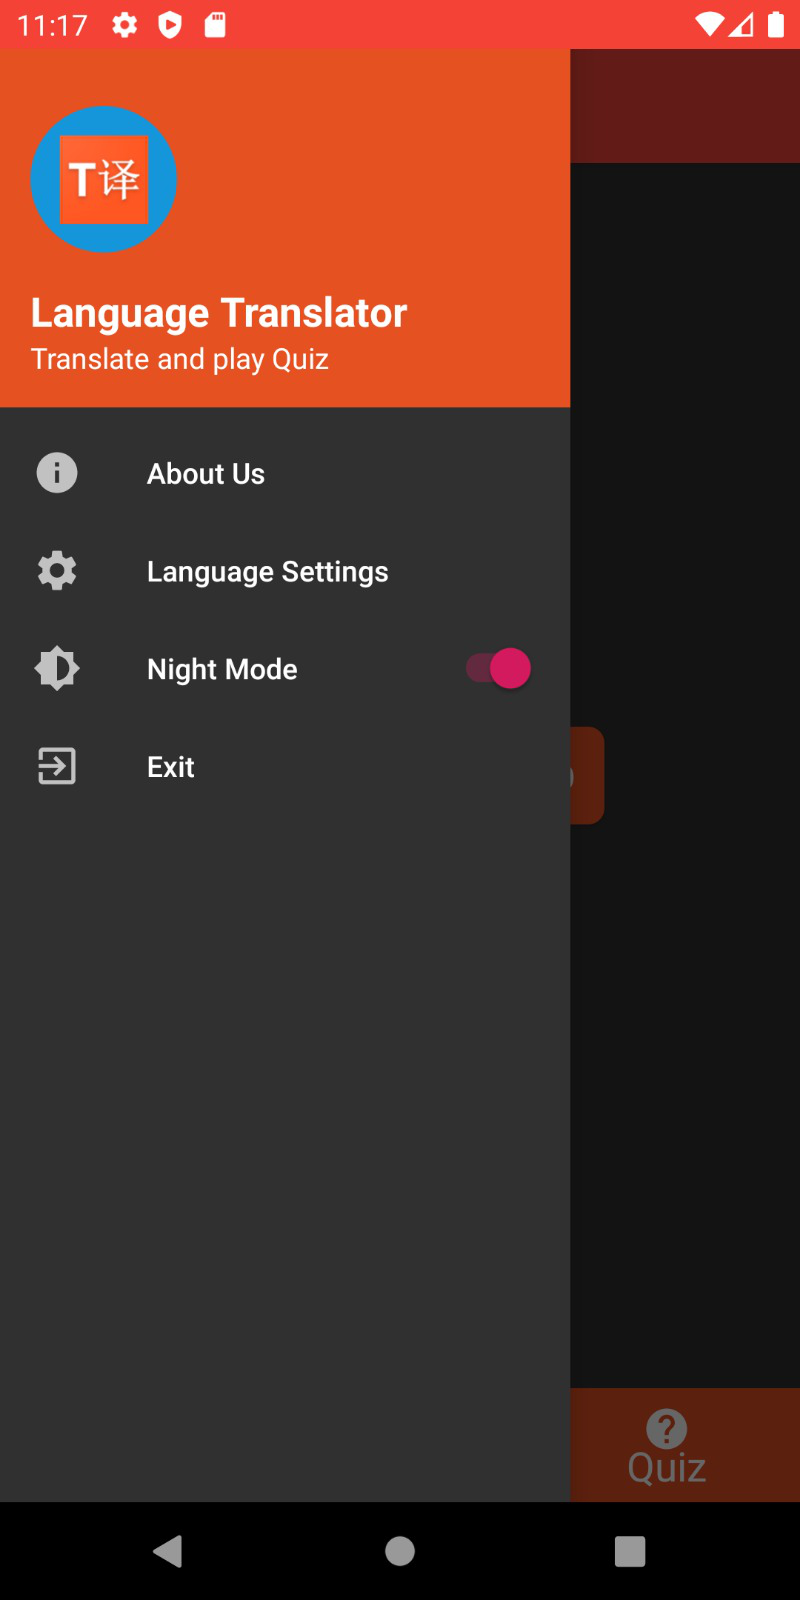 11:17
T译
Language Translator
Translate and play Quiz
About Us
Language Settings
Night Mode
Exit
Quiz